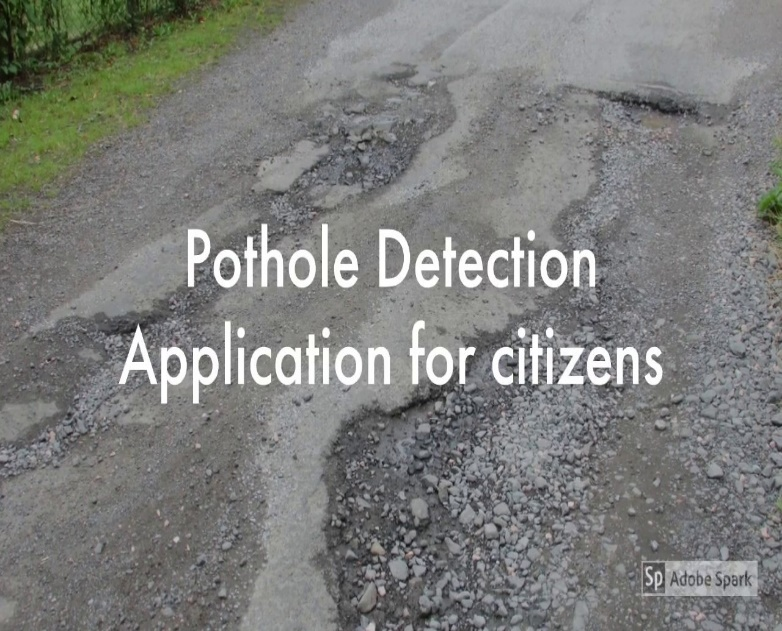 Pothole Detection
Application for citizens
Sp Adobe Spark